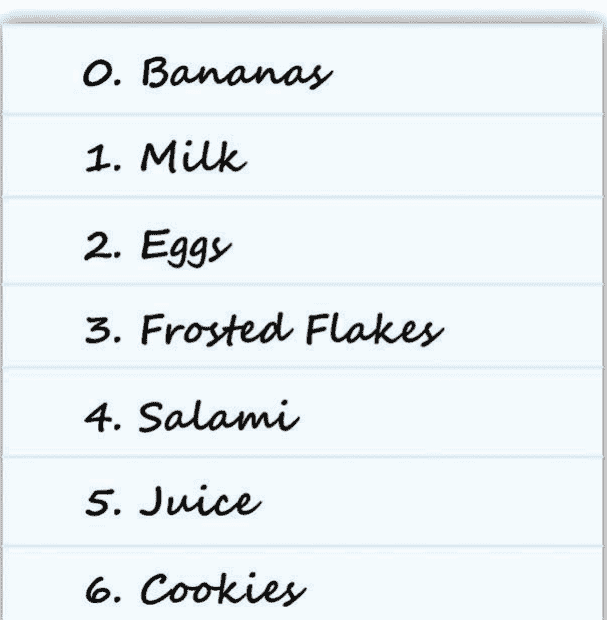 0. Bananas
1. Milk
2. Eggs
3. Frosted Flakes
4. Salami
5. Juice
6. Cookies